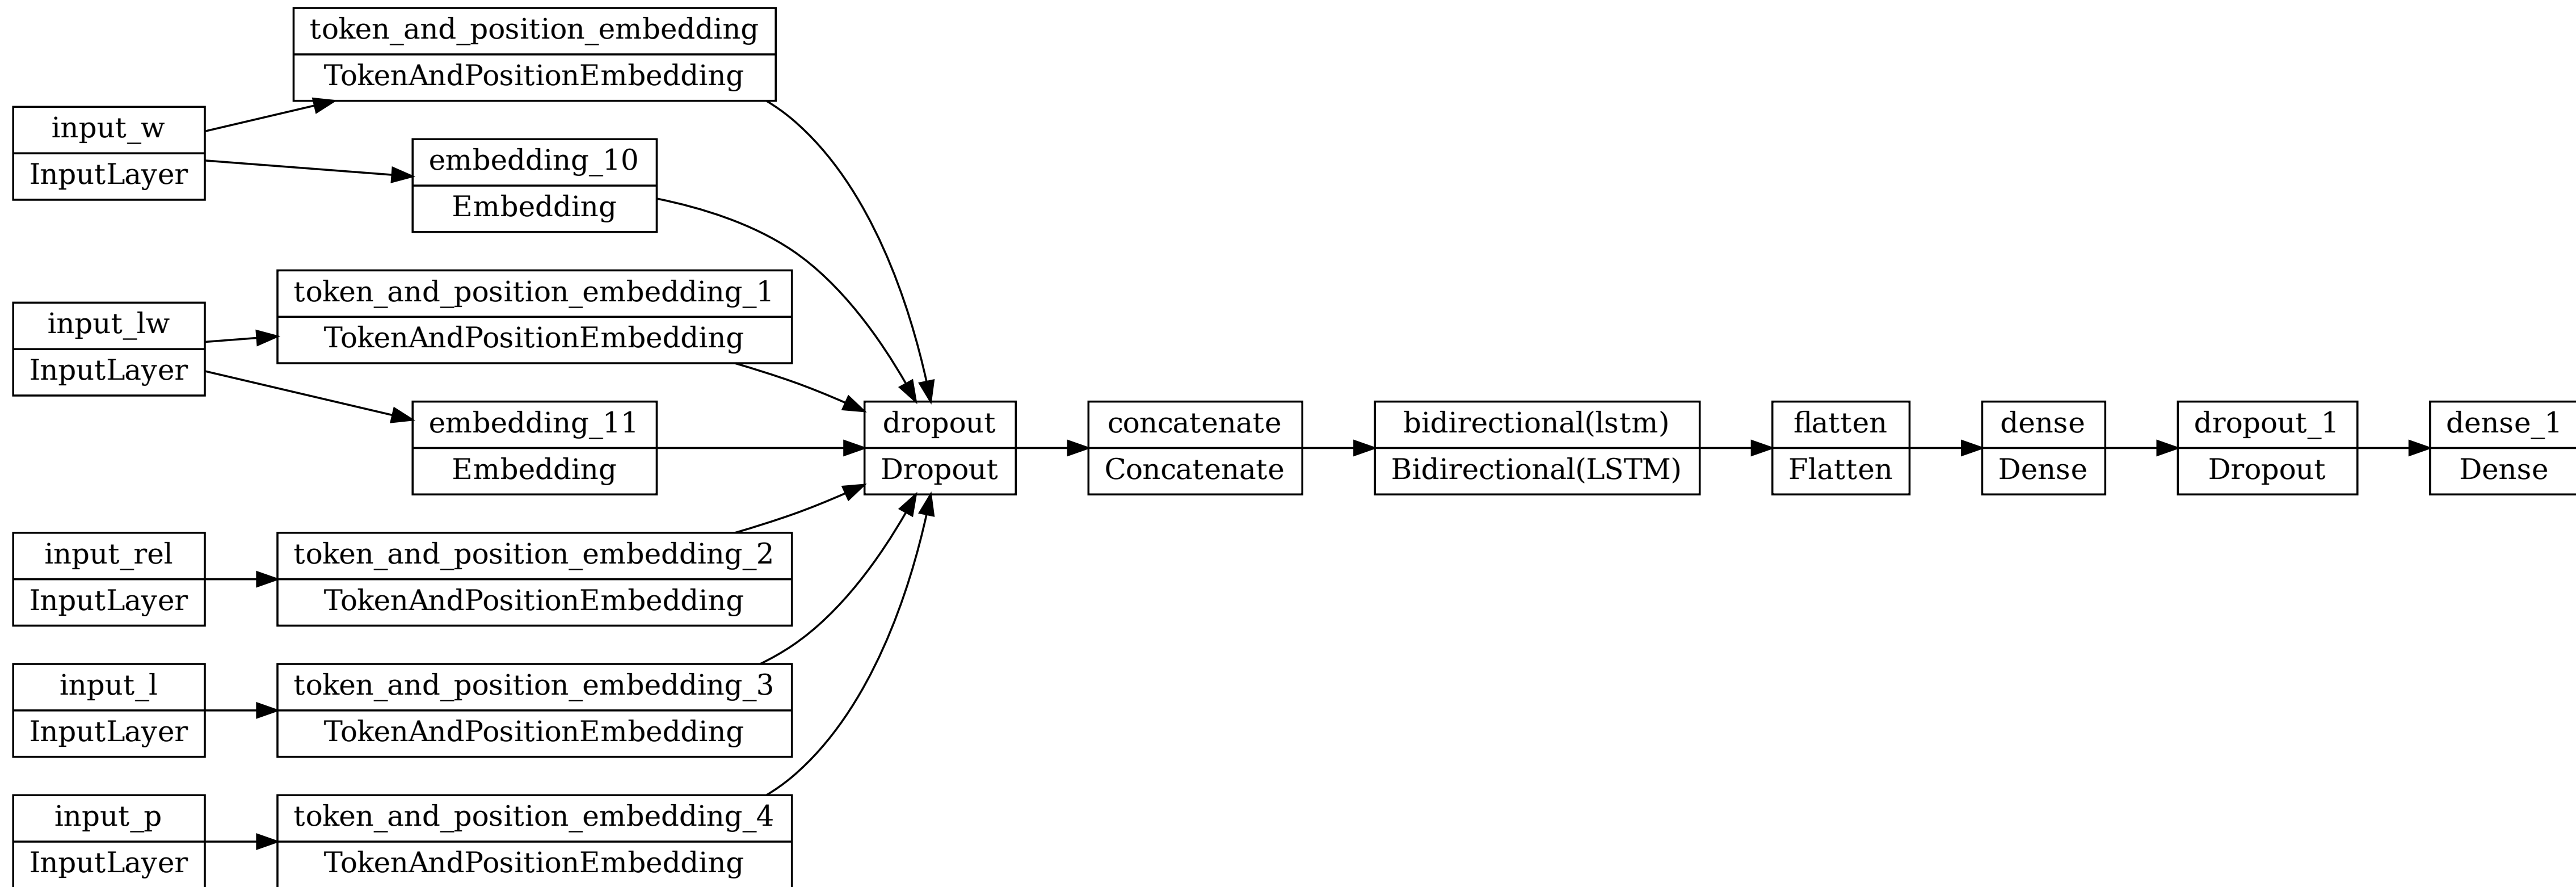 token_and_position_embedding
TokenAndPositionEmbedding
input_w
InputLayer
embedding_10
Embedding
token_and_position_embedding_1
TokenAndPositionEmbedding
input_lw
InputLayer
embedding_11
Embedding
dropout
Dropout
concatenate
Concatenate
bidirectional(lstm)
Bidirectional(LSTM)
flatten
Flatten
dense
Dense
dropout_1
Dropout
dense_1
Dense
input_rel
InputLayer
token_and_position_embedding_2
TokenAndPositionEmbedding
input_l
InputLayer
token_and_position_embedding_3
TokenAndPositionEmbedding
input_p
InputLayer
token_and_position_embedding_4
TokenAndPositionEmbedding